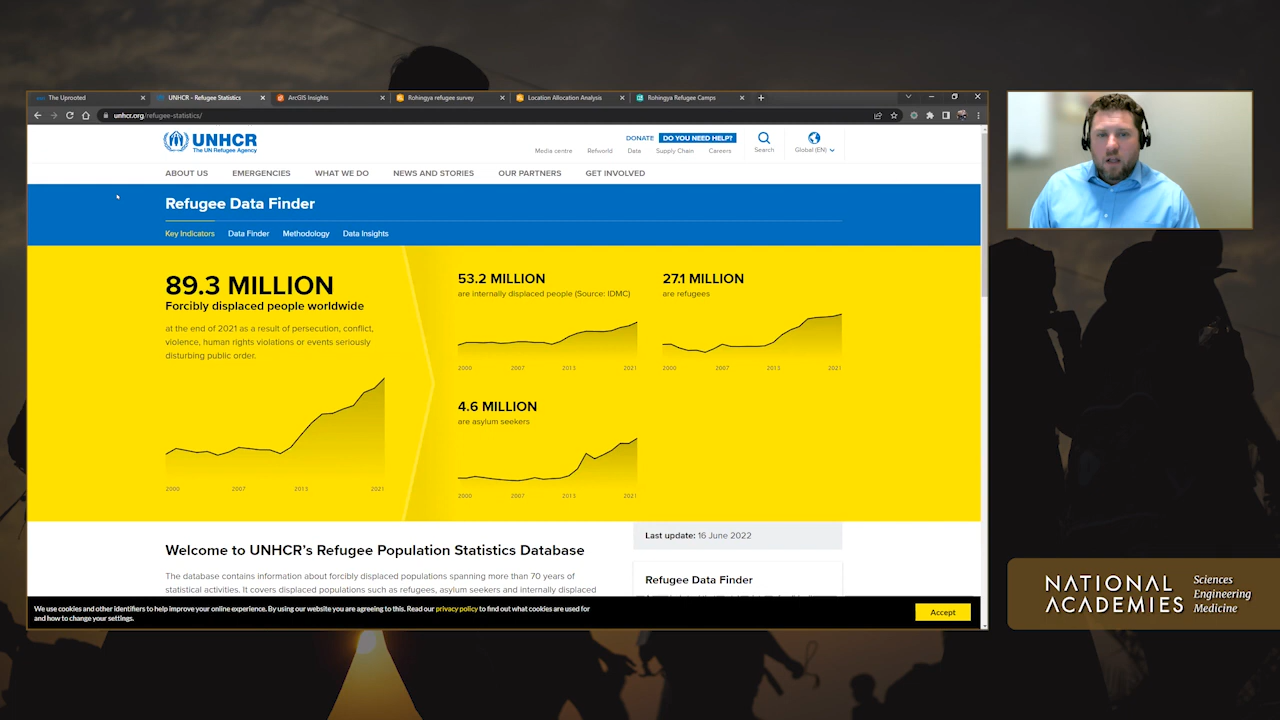 The Uprooted
UNHCR - Refugee Statistics
ArcGIS Insights
Rohingya refugee survey
Location Allocation Analysis
Rohingya Refugee Camps
unhcr.org/refugee-statistics/
UNHCR
The UN Refugee Agency
DONATE
DO YOU NEED HELP?
Media centre
Refworld
Data
Supply Chain
Careers
Search
Global (EN)
ABOUT US
EMERGENCIES
WHAT WE DO
NEWS AND STORIES
OUR PARTNERS
GET INVOLVED
Refugee Data Finder
Key Indicators
Data Finder
Methodology
Data Insights
89.3 MILLION
Forcibly displaced people worldwide
at the end of 2021 as a result of persecution, conflict,
violence, human rights violations or events seriously
disturbing public order.
2000 2007 2013 2021
53.2 MILLION
are internally displaced people (Source: IDMC)
2000 2007 2013 2021
27.1 MILLION
are refugees
2000 2007 2013 2021
4.6 MILLION
are asylum seekers
2000 2007 2013 2021
Welcome to UNHCR's Refugee Population Statistics Database
The database contains information about forcibly displaced populations spanning more than 70 years of
statistical activities. It covers displaced populations such as refugees, asylum seekers and internally displaced
Last update: 16 June 2022
Refugee Data Finder
We use cookies and other identifiers to help improve your online experience. By using our website you are agreeing to this. Read our privacy policy to find out what cookies are used for
and how to change your settings.
Accept
NATIONAL
ACADEMIES
Sciences
Engineering
Medicine